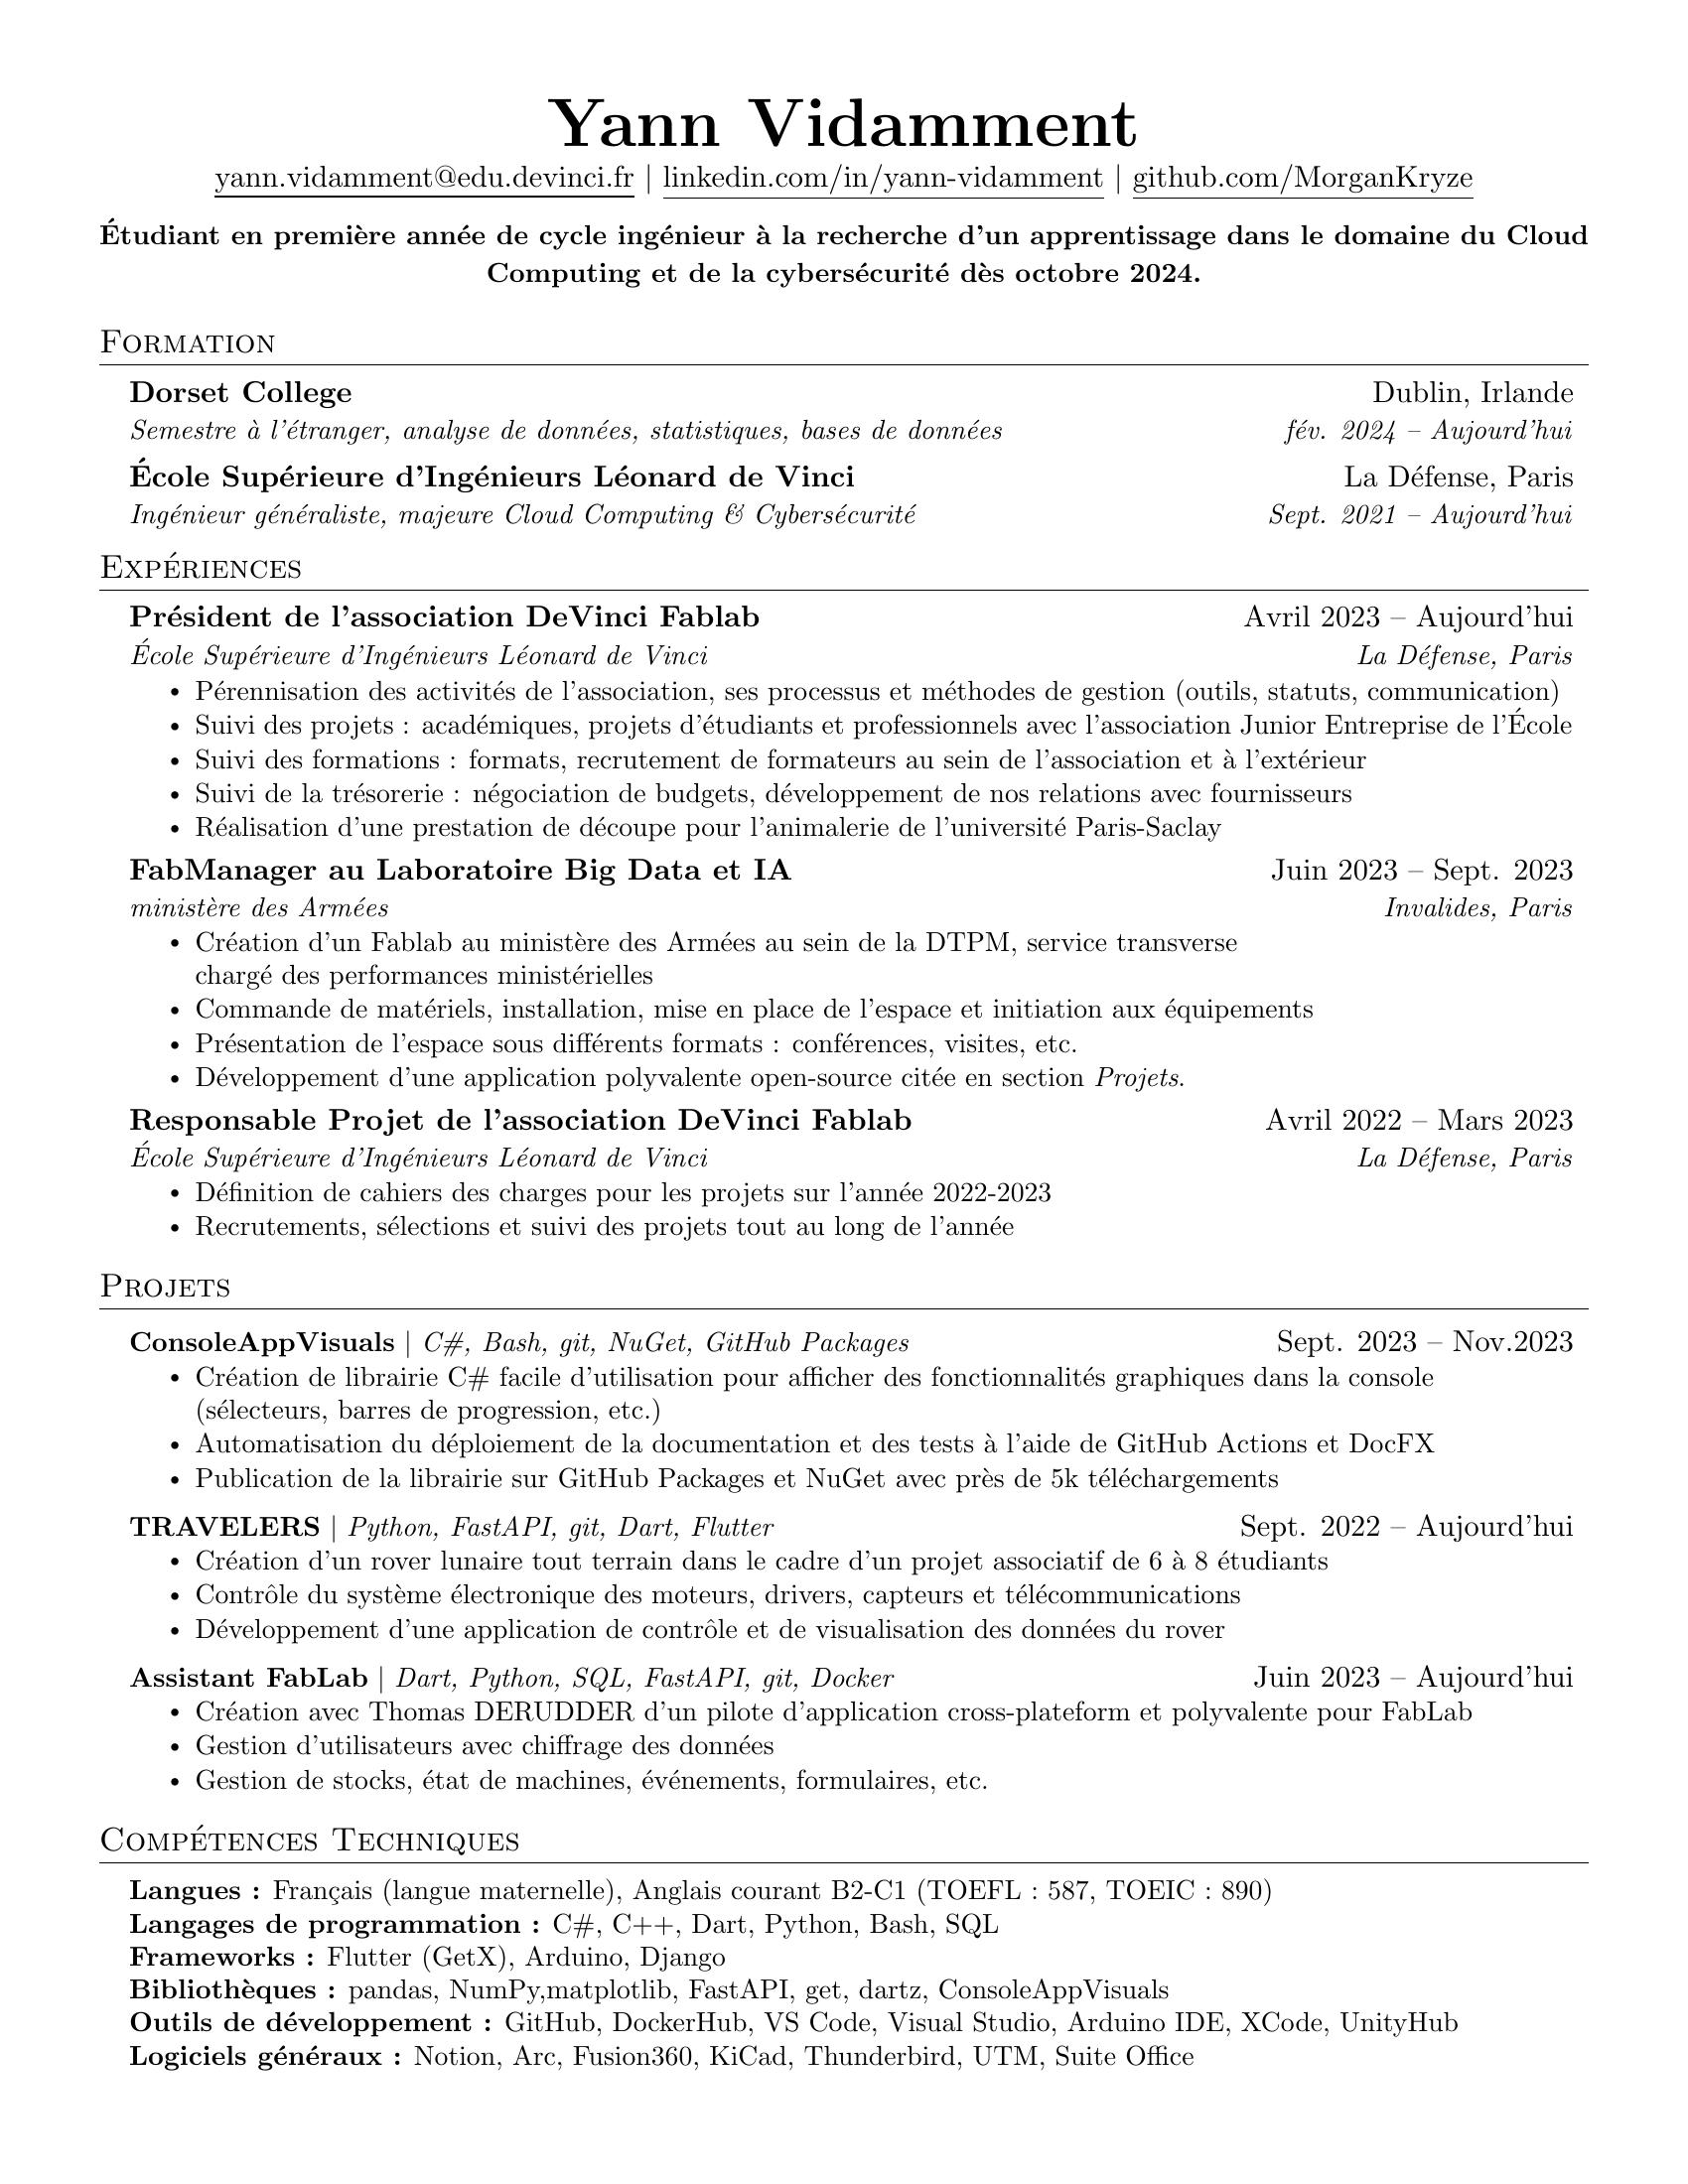 Yann Vidamment
yann.vidamment@edu.devinci.fr | linkedin.com/in/yann-vidamment | github.com/MorganKryze
Étudiant en première année de cycle ingénieur à la recherche d'un apprentissage dans le domaine du Cloud
Computing et de la cybersécurité dès octobre 2024.
Formation
Dorset College Dublin, Irlande
Semestre à l'étranger, analyse de données, statistiques, bases de données fév. 2024 – Aujourd'hui
École Supérieure d'Ingénieurs Léonard de Vinci La Défense, Paris
Ingénieur généraliste, majeure Cloud Computing & Cybersécurité Sept. 2021 – Aujourd'hui
Expériences
Président de l'association DeVinci Fablab Avril 2023 – Aujourd'hui
École Supérieure d'Ingénieurs Léonard de Vinci La Défense, Paris
• Pérennisation des activités de l'association, ses processus et méthodes de gestion (outils, statuts, communication)
• Suivi des projets : académiques, projets d'étudiants et professionnels avec l'association Junior Entreprise de l'École
• Suivi des formations : formats, recrutement de formateurs au sein de l'association et à l'extérieur
• Suivi de la trésorerie : négociation de budgets, développement de nos relations avec fournisseurs
• Réalisation d'une prestation de découpe pour l'animalerie de l'université Paris-Saclay
FabManager au Laboratoire Big Data et IA Juin 2023 – Sept. 2023
ministère des Armées Invalides, Paris
• Création d'un Fablab au ministère des Armées au sein de la DTPM, service transverse
chargé des performances ministérielles
• Commande de matériels, installation, mise en place de l'espace et initiation aux équipements
• Présentation de l'espace sous différents formats : conférences, visites, etc.
• Développement d'une application polyvalente open-source citée en section Projets.
Responsable Projet de l'association DeVinci Fablab Avril 2022 – Mars 2023
École Supérieure d'Ingénieurs Léonard de Vinci La Défense, Paris
• Définition de cahiers des charges pour les projets sur l'année 2022-2023
• Recrutements, sélections et suivi des projets tout au long de l'année
Projets
ConsoleAppVisuals | C#, Bash, git, NuGet, GitHub Packages Sept. 2023 – Nov.2023
• Création de librairie C# facile d'utilisation pour afficher des fonctionnalités graphiques dans la console
(sélecteurs, barres de progression, etc.)
• Automatisation du déploiement de la documentation et des tests à l'aide de GitHub Actions et DocFX
• Publication de la librairie sur GitHub Packages et NuGet avec près de 5k téléchargements
TRAVELERS | Python, FastAPI, git, Dart, Flutter Sept. 2022 – Aujourd'hui
• Création d'un rover lunaire tout terrain dans le cadre d'un projet associatif de 6 à 8 étudiants
• Contrôle du système électronique des moteurs, drivers, capteurs et télécommunications
• Développement d'une application de contrôle et de visualisation des données du rover
Assistant FabLab | Dart, Python, SQL, FastAPI, git, Docker Juin 2023 – Aujourd'hui
• Création avec Thomas DERUDDER d'un pilote d'application cross-plateform et polyvalente pour FabLab
• Gestion d'utilisateurs avec chiffrage des données
• Gestion de stocks, état de machines, événements, formulaires, etc.
Compétences Techniques
Langues : Français (langue maternelle), Anglais courant B2-C1 (TOEFL : 587, TOEIC : 890)
Langages de programmation : C#, C++, Dart, Python, Bash, SQL
Frameworks : Flutter (GetX), Arduino, Django
Bibliothèques : pandas, NumPy,matplotlib, FastAPI, get, dartz, ConsoleAppVisuals
Outils de développement : GitHub, DockerHub, VS Code, Visual Studio, Arduino IDE, XCode, UnityHub
Logiciels généraux : Notion, Arc, Fusion360, KiCad, Thunderbird, UTM, Suite Office